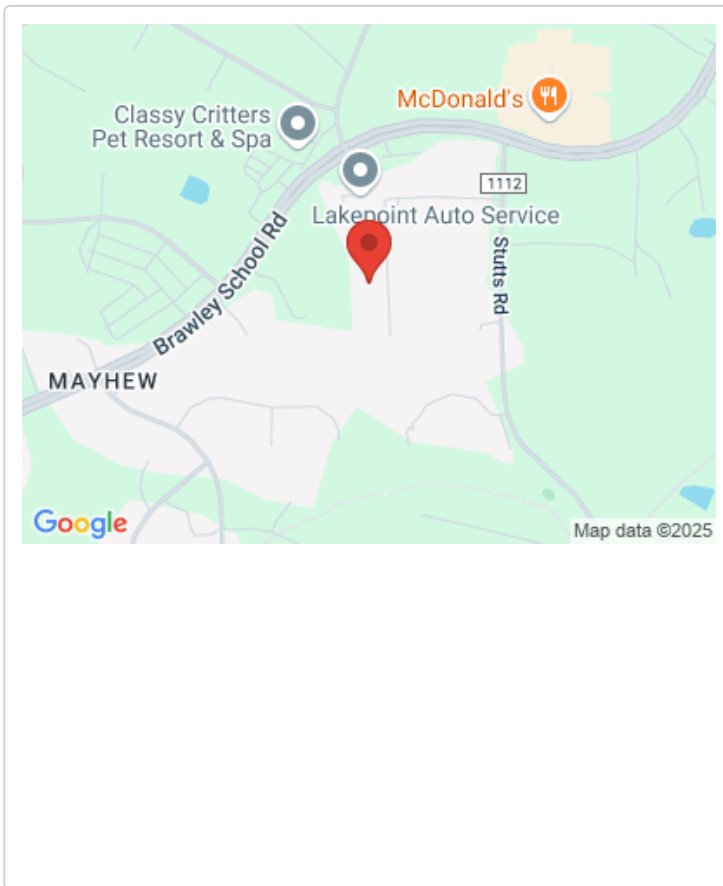 McDonald's
Classy Critters
Pet Resort & Spa
1112
Lakepoint Auto Service
Stutts Rd
Brawley School Rd
MAYHEW
Google
Map data ©2025